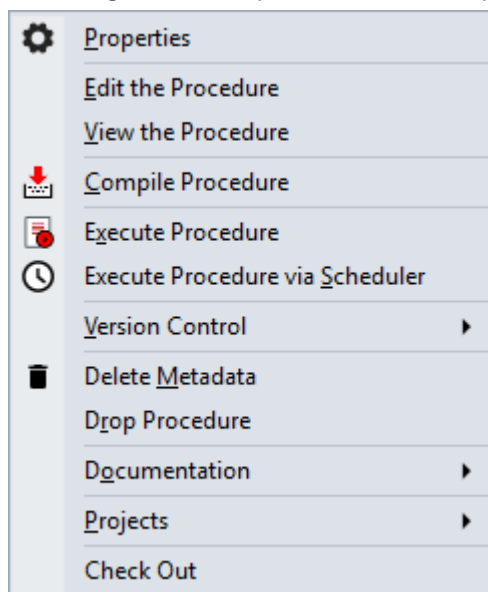 Properties
Edit the Procedure
View the Procedure
Compile Procedure
Execute Procedure
Execute Procedure via Scheduler
Version Control
Delete Metadata
Drop Procedure
Documentation
Projects
Check Out